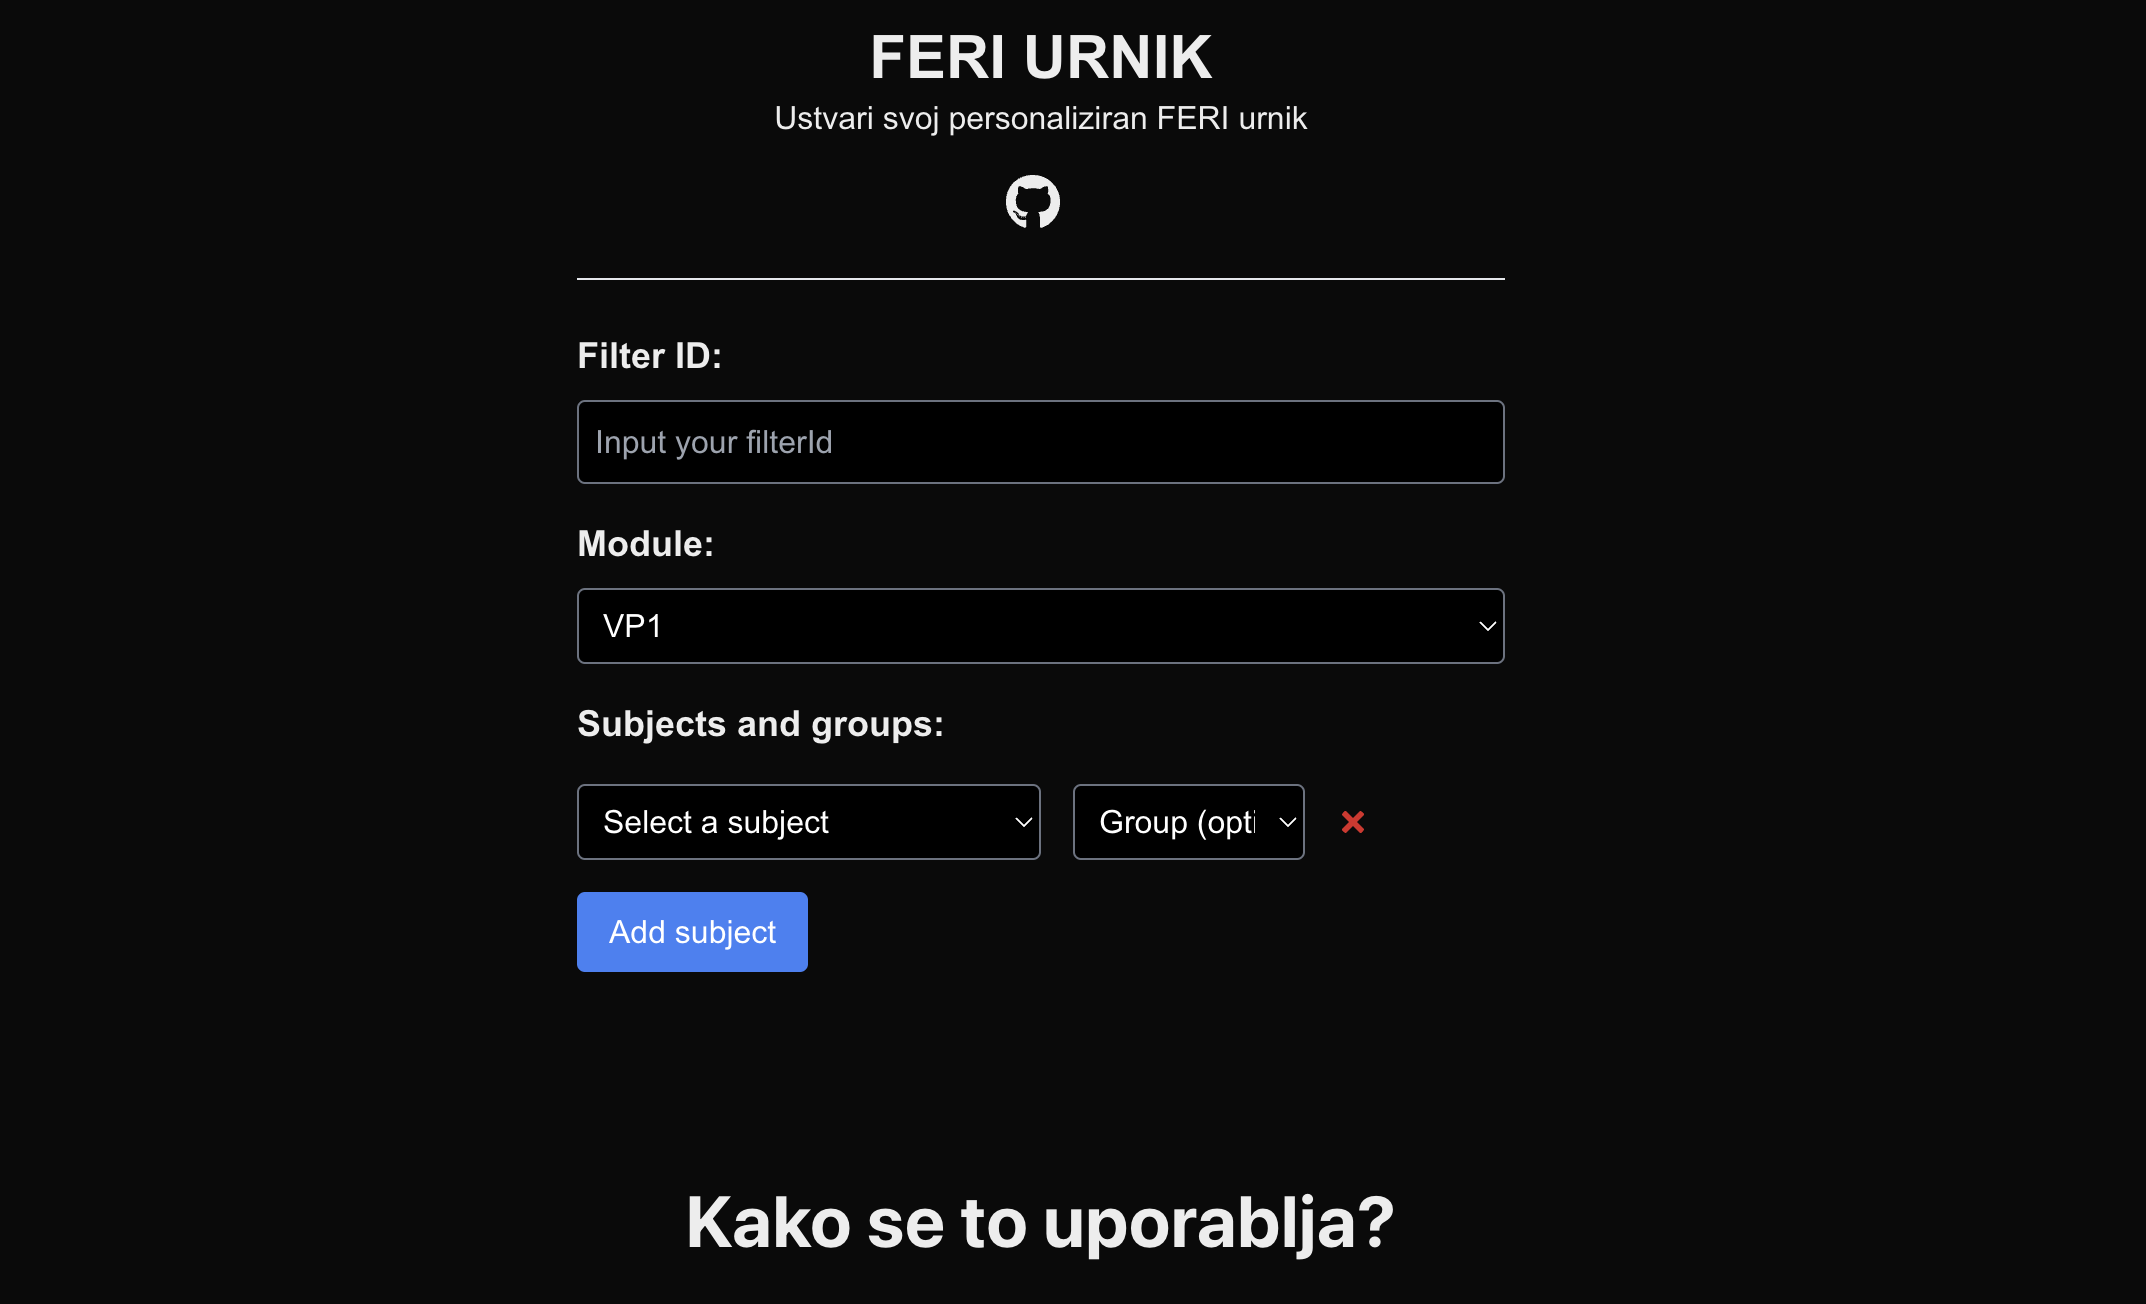 FERI URNIK
Ustvari svoj personaliziran FERI urnik
Filter ID:
Input your filterId
Module:
VP1
Subjects and groups:
Select a subject
Group (opti
Add subject
Kako se to uporablja?